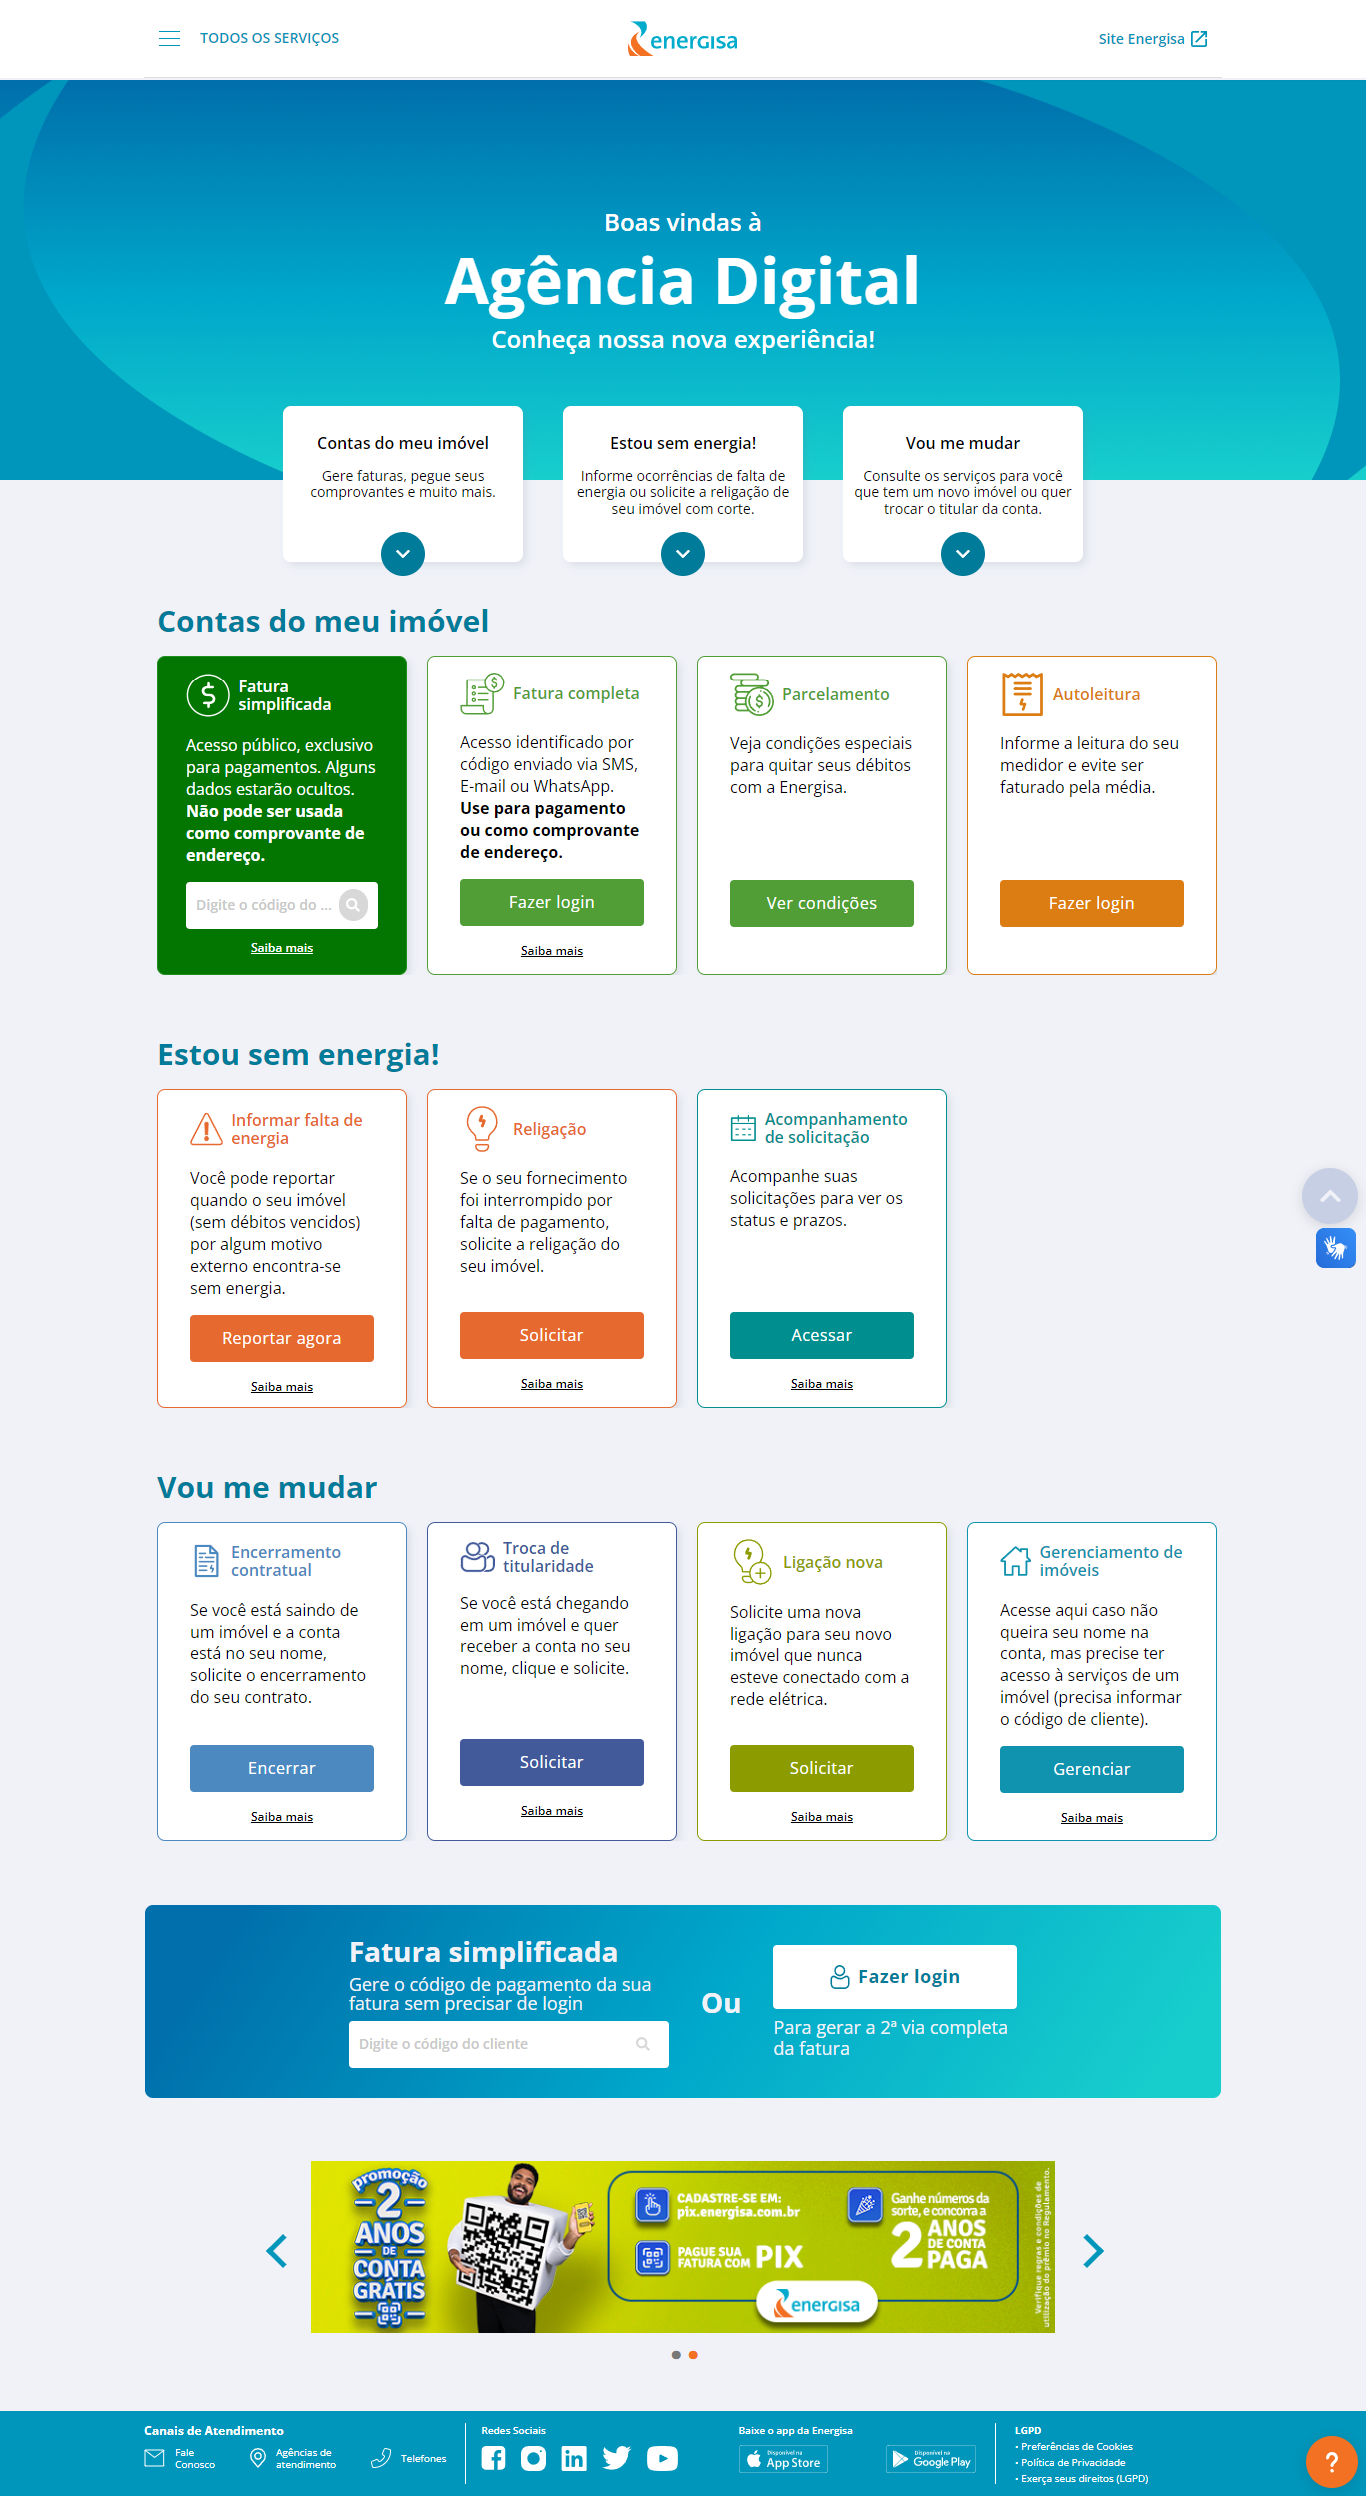 TODOS OS SERVIÇOS
energisa
Site Energisa
Boas vindas à
Agência Digital
Conheça nossa nova experiência!
Contas do meu imóvel
Gere faturas, pegue seus
comprovantes e muito mais.
Estou sem energia!
Informe ocorrências de falta de
energia ou solicite a religação de
seu imóvel com corte.
Vou me mudar
Consulte os serviços para você
que tem um novo imóvel ou quer
trocar o titular da conta.
Contas do meu imóvel
Fatura
simplificada
Acesso público, exclusivo
para pagamentos. Alguns
dados estarão ocultos.
Não pode ser usada
como comprovante de
endereço.
Digite o código do ...
Saiba mais
Fatura completa
Acesso identificado por
código enviado via SMS,
E-mail ou WhatsApp.
Use para pagamento
ou como comprovante
de endereço.
Fazer login
Saiba mais
Parcelamento
Veja condições especiais
para quitar seus débitos
com a Energisa.
Ver condições
Autoleitura
Informe a leitura do seu
medidor e evite ser
faturado pela média.
Fazer login
Estou sem energia!
Informar falta de
energia
Você pode reportar
quando o seu imóvel
(sem débitos vencidos)
por algum motivo
externo encontra-se
sem energia.
Reportar agora
Saiba mais
Religação
Se o seu fornecimento
foi interrompido por
falta de pagamento,
solicite a religação do
seu imóvel.
Solicitar
Saiba mais
Acompanhamento
de solicitação
Acompanhe suas
solicitações para ver os
status e prazos.
Acessar
Saiba mais
Vou me mudar
Encerramento
contratual
Se você está saindo de
um imóvel e a conta
está no seu nome,
solicite o encerramento
do seu contrato.
Encerrar
Saiba mais
Troca de
titularidade
Se você está chegando
em um imóvel e quer
receber a conta no seu
nome, clique e solicite.
Solicitar
Saiba mais
Ligação nova
Solicite uma nova
ligação para seu novo
imóvel que nunca
esteve conectado com a
rede elétrica.
Solicitar
Saiba mais
Gerenciamento de
imóveis
Acesse aqui caso não
queira seu nome na
conta, mas precise ter
acesso à serviços de um
imóvel (precisa informar
o código de cliente).
Gerenciar
Saiba mais
Fatura simplificada
Gere o código de pagamento da sua
fatura sem precisar de login
Digite o código do cliente
Ou
Fazer login
Para gerar a 2ª via completa
da fatura
promoção
2
ANOS
DE
CONTA
GRÁTIS
CADASTRE-SE EM:
pix.energisa.com.br
PAGUE SUA
FATURA COM PIX
Ganhe números da
sorte, e concorra a
2 ANOS
DE CONTA
PAGA
energisa
Verifique regras e condições de
utilização do prêmio no Regulamento.
Canais de Atendimento
Fale
Conosco
Agências de
atendimento
Telefones
Redes Sociais
Baixe o app da Energisa
Disponível na
App Store
Disponível no
Google Play
LGPD
• Preferências de Cookies
• Política de Privacidade
• Exerça seus direitos (LGPD)
?